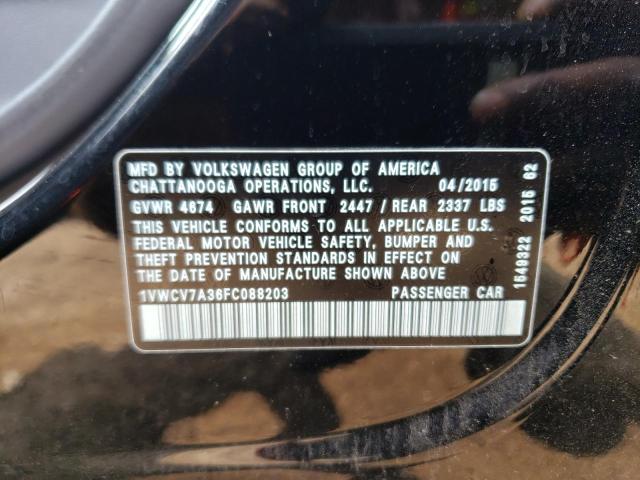 MFD BY VOLKSWAGEN GROUP OF AMERICA
CHATTANOOGA OPERATIONS, LLC. 04/2015
GVWR 4674 GAWR FRONT 2447 / REAR 2337 LBS
THIS VEHICLE CONFORMS TO ALL APPLICABLE U.S.
FEDERAL MOTOR VEHICLE SAFETY, BUMPER AND
THEFT PREVENTION STANDARDS IN EFFECT ON
THE DATE OF MANUFACTURE SHOWN ABOVE
1VWCV7A36FC088203 PASSENGER CAR
1549322 2015 62